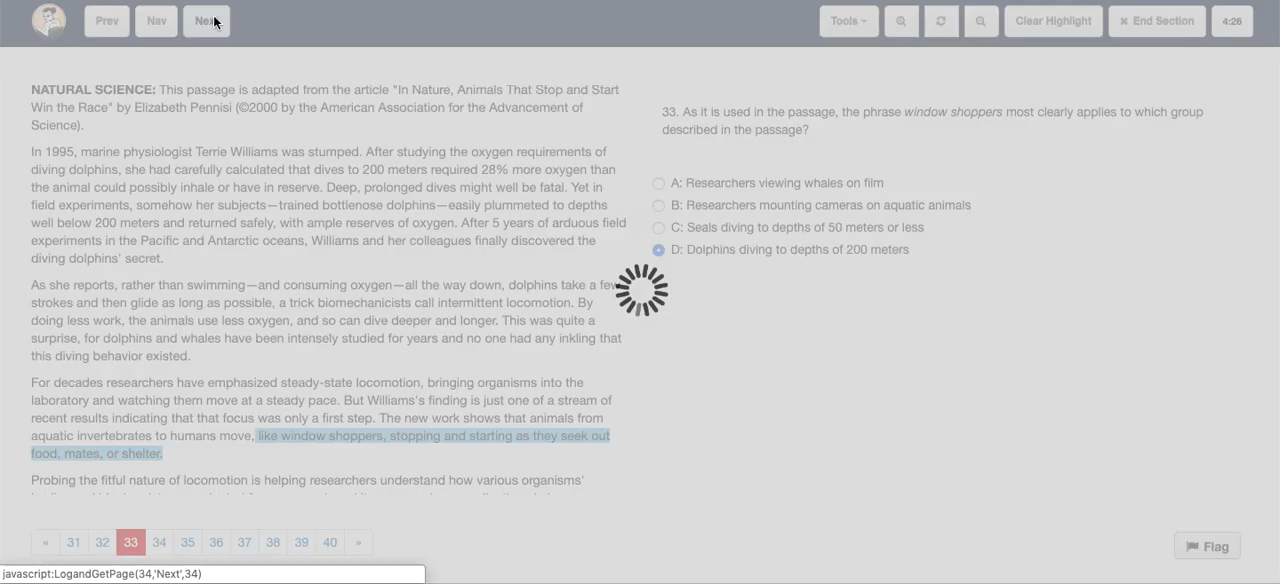 Prev
Nav
Next
Tools
Clear Highlight
✖ End Section
4:26
NATURAL SCIENCE: This passage is adapted from the article "In Nature, Animals That Stop and Start
Win the Race" by Elizabeth Pennisi (©2000 by the American Association for the Advancement of
Science).
In 1995, marine physiologist Terrie Williams was stumped. After studying the oxygen requirements of
diving dolphins, she had carefully calculated that dives to 200 meters required 28% more oxygen than
the animal could possibly inhale or have in reserve. Deep, prolonged dives might well be fatal. Yet in
field experiments, somehow her subjects—trained bottlenose dolphins—easily plummeted to depths
well below 200 meters and returned safely, with ample reserves of oxygen. After 5 years of arduous field
experiments in the Pacific and Antarctic oceans, Williams and her colleagues finally discovered the
diving dolphins' secret.
As she reports, rather than swimming—and consuming oxygen—all the way down, dolphins take a few
strokes and then glide as long as possible, a trick biomechanicists call intermittent locomotion. By
doing less work, the animals use less oxygen, and so can dive deeper and longer. This was quite a
surprise, for dolphins and whales have been intensely studied for years and no one had any inkling that
this diving behavior existed.
For decades researchers have emphasized steady-state locomotion, bringing organisms into the
laboratory and watching them move at a steady pace. But Williams's finding is just one of a stream of
recent results indicating that that focus was only a first step. The new work shows that animals from
aquatic invertebrates to humans move, like window shoppers, stopping and starting as they seek out
food, mates, or shelter.
Probing the fitful nature of locomotion is helping researchers understand how various organisms'
33. As it is used in the passage, the phrase window shoppers most clearly applies to which group
described in the passage?
A: Researchers viewing whales on film
B: Researchers mounting cameras on aquatic animals
C: Seals diving to depths of 50 meters or less
D: Dolphins diving to depths of 200 meters
« 31 32 33 34 35 36 37 38 39 40 »
Flag
javascript:LogandGetPage(34,'Next',34)